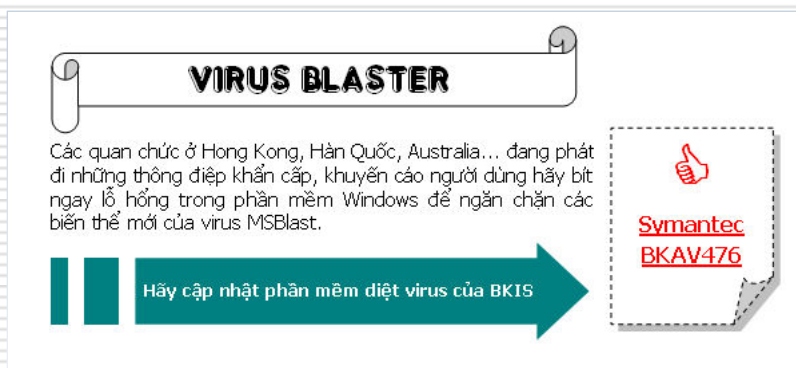 VIRUS BLASTER
Các quan chức ở Hong Kong, Hàn Quốc, Australia... đang phát
đi những thông điệp khẩn cấp, khuyến cáo người dùng hãy bít
ngay lỗ hổng trong phần mềm Windows để ngăn chặn các
biến thể mới của virus MSBlast.
Hãy cập nhật phần mềm diệt virus của BKIS
Symantec
BKAV476